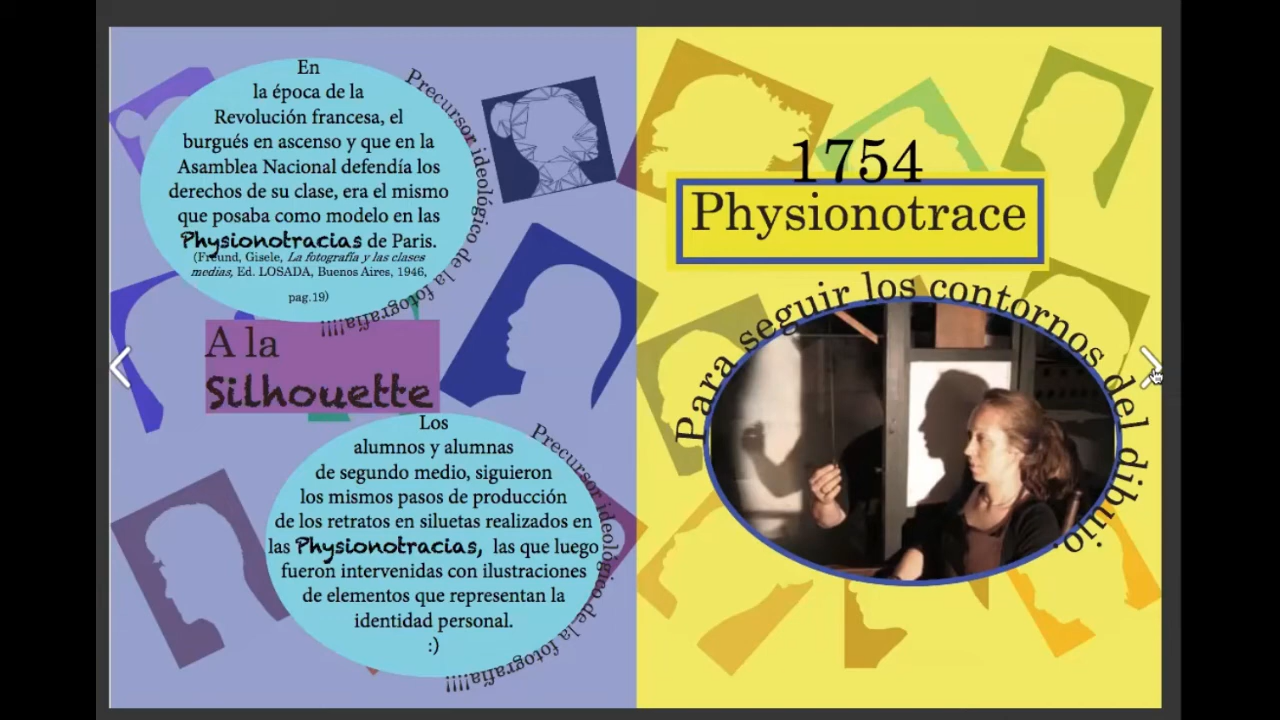 En
la época de la
Revolución francesa, el
burgués en ascenso y que en la
Asamblea Nacional defendía los
derechos de su clase, era el mismo
que posaba como modelo en las
Physionotracias de Paris.
(Freund, Gisele, La fotografía y las clases
medias, Ed. LOSADA, Buenos Aires, 1946,
pag.19)
Precursor ideológico de la fotografía!!!!
A la
Silhouette
Los
alumnos y alumnas
de segundo medio, siguieron
los mismos pasos de producción
de los retratos en siluetas realizados en
las Physionotracias, las que luego
fueron intervenidas con ilustraciones
de elementos que representan la
identidad personal.
:)
Precursor ideológico de la fotografía!!!!
1754
Physionotrace
Para seguir los contornos del dibujo.